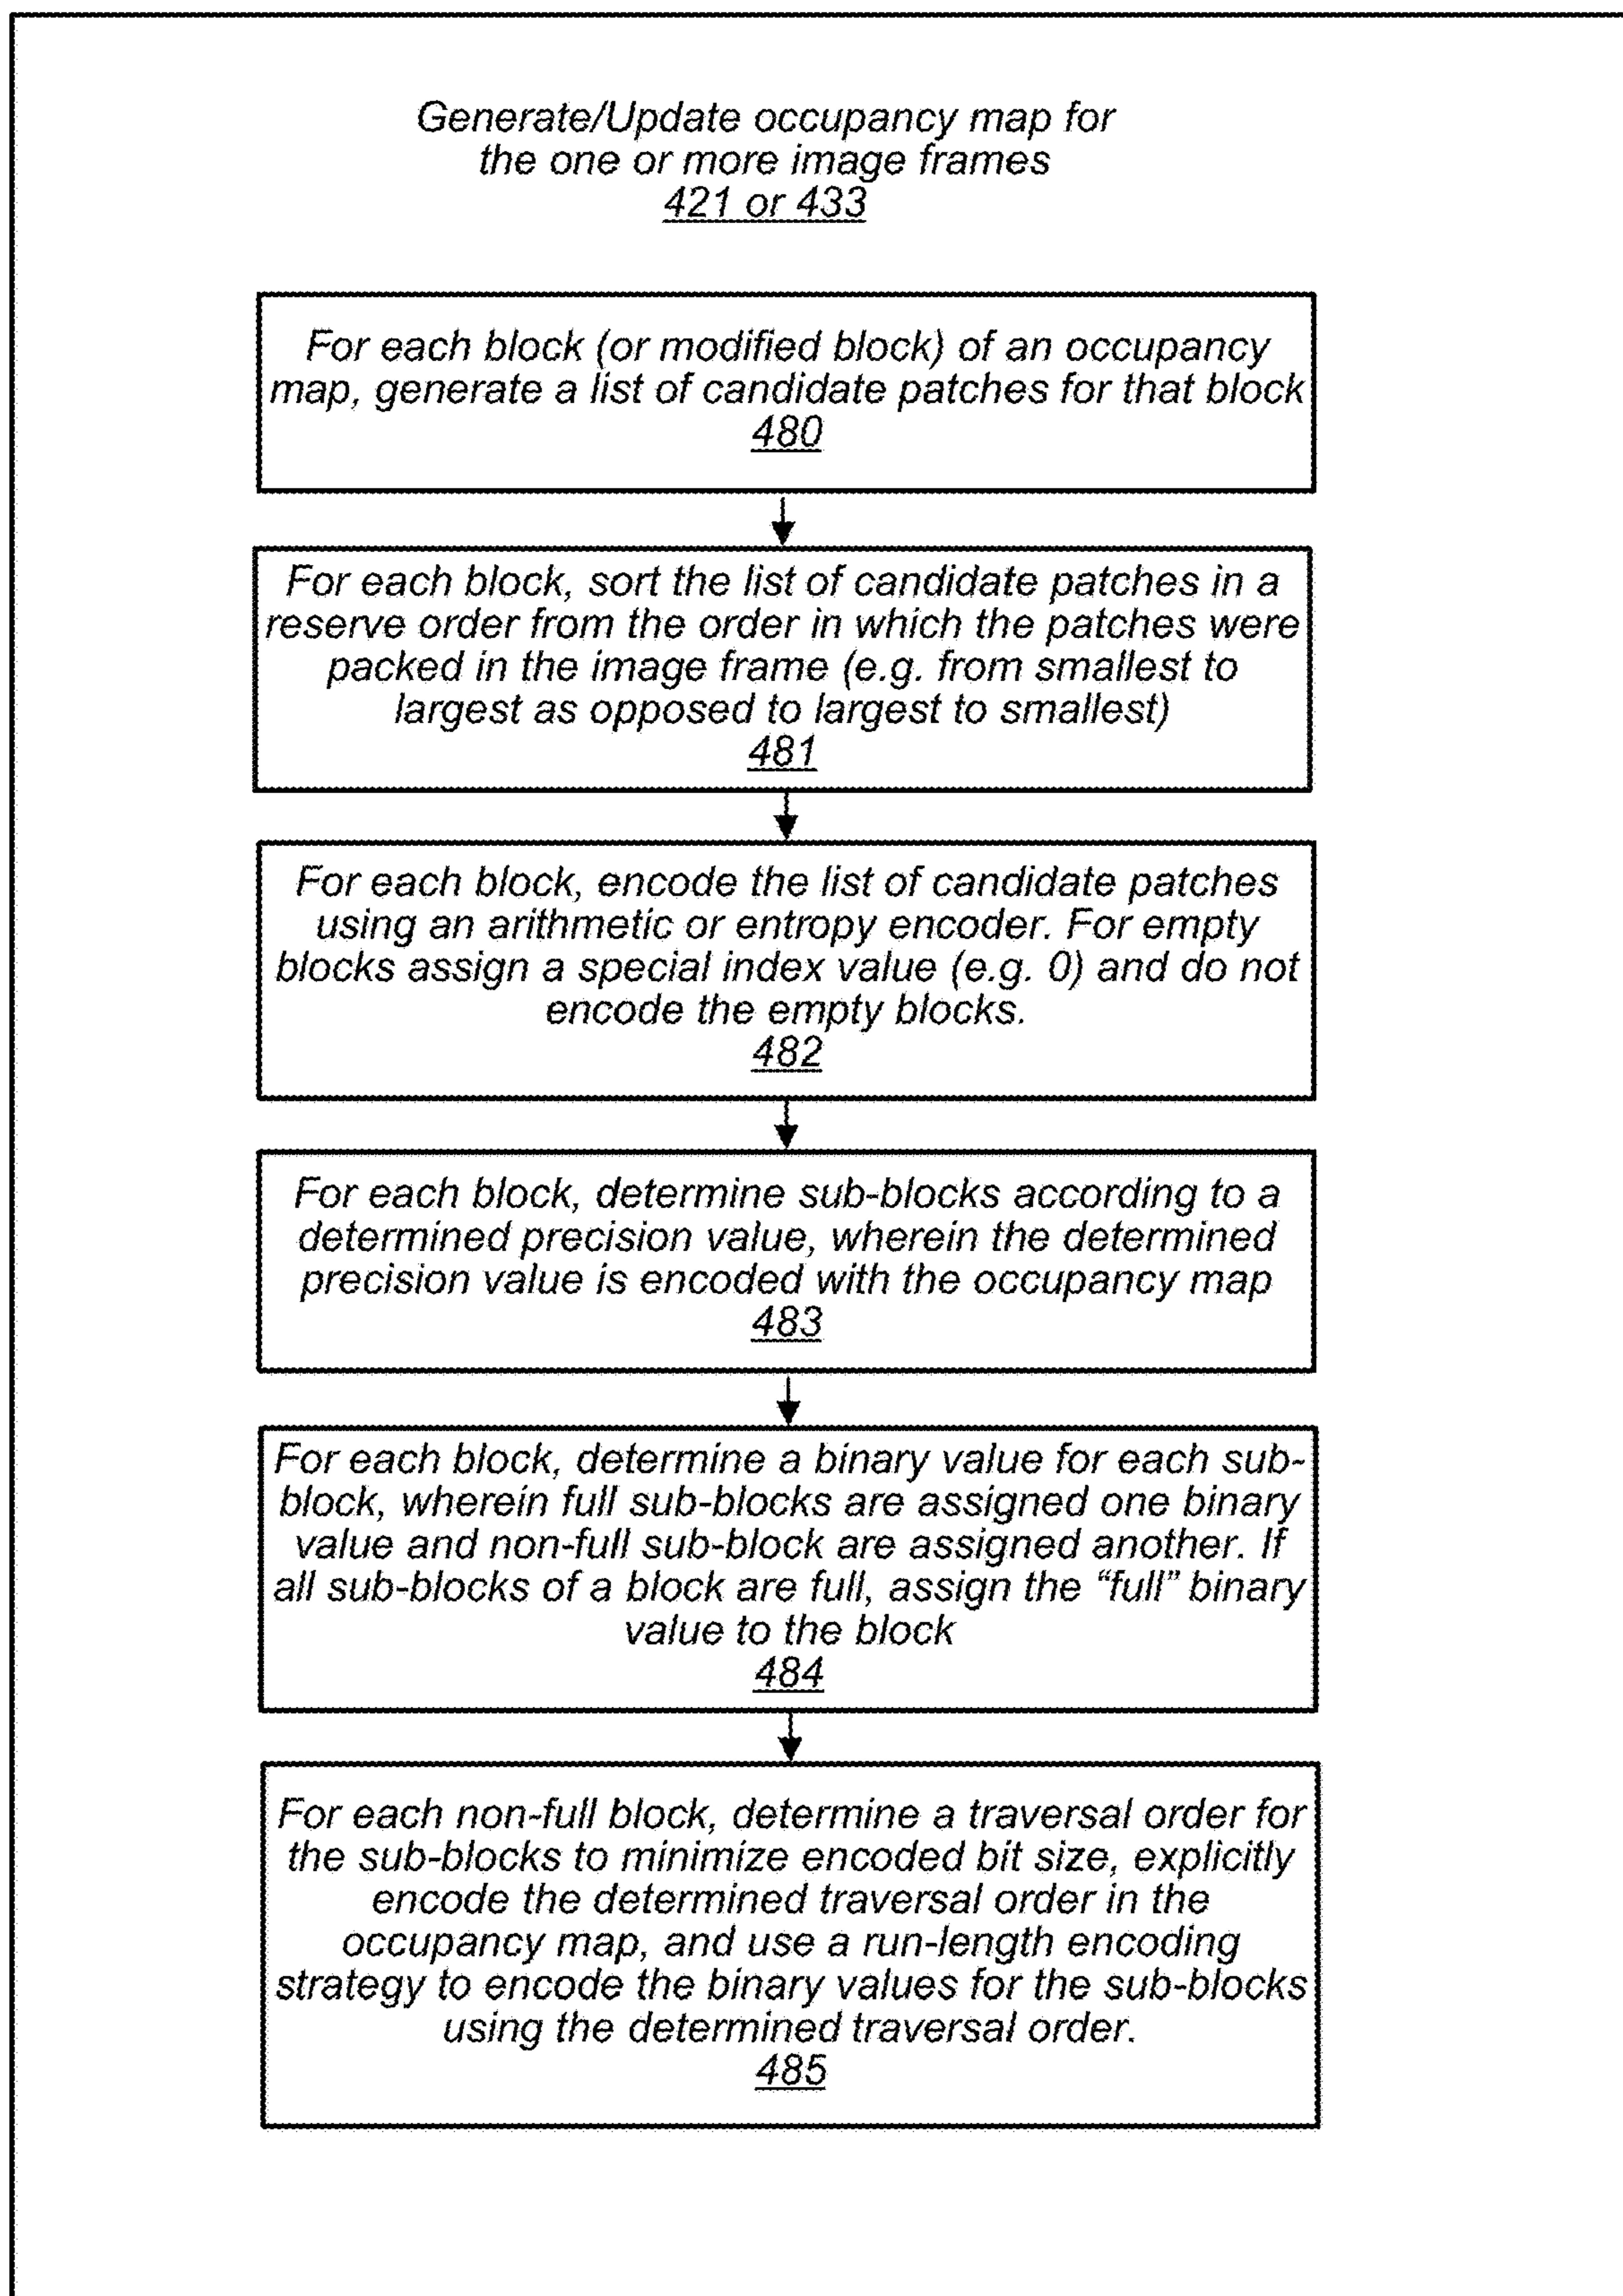 Generate/Update occupancy map for
the one or more image frames
421 or 433
For each block (or modified block) of an occupancy
map, generate a list of candidate patches for that block
480
For each block, sort the list of candidate patches in a
reserve order from the order in which the patches were
packed in the image frame (e.g. from smallest to
largest as opposed to largest to smallest)
481
For each block, encode the list of candidate patches
using an arithmetic or entropy encoder. For empty
blocks assign a special index value (e.g. 0) and do not
encode the empty blocks.
482
For each block, determine sub-blocks according to a
determined precision value, wherein the determined
precision value is encoded with the occupancy map
483
For each block, determine a binary value for each sub-
block, wherein full sub-blocks are assigned one binary
value and non-full sub-block are assigned another. If
all sub-blocks of a block are full, assign the “full” binary
value to the block
484
For each non-full block, determine a traversal order for
the sub-blocks to minimize encoded bit size, explicitly
encode the determined traversal order in the
occupancy map, and use a run-length encoding
strategy to encode the binary values for the sub-blocks
using the determined traversal order.
485